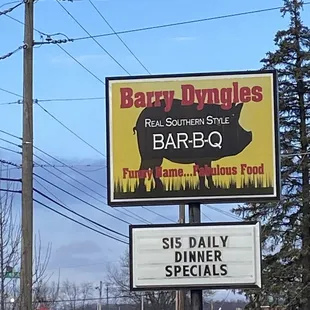 Barry Dyngles
REAL SOUTHERN STYLE
BAR-B-Q
Funny Name... Fabulous Food
$15 DAILY
DINNER
SPECIALS